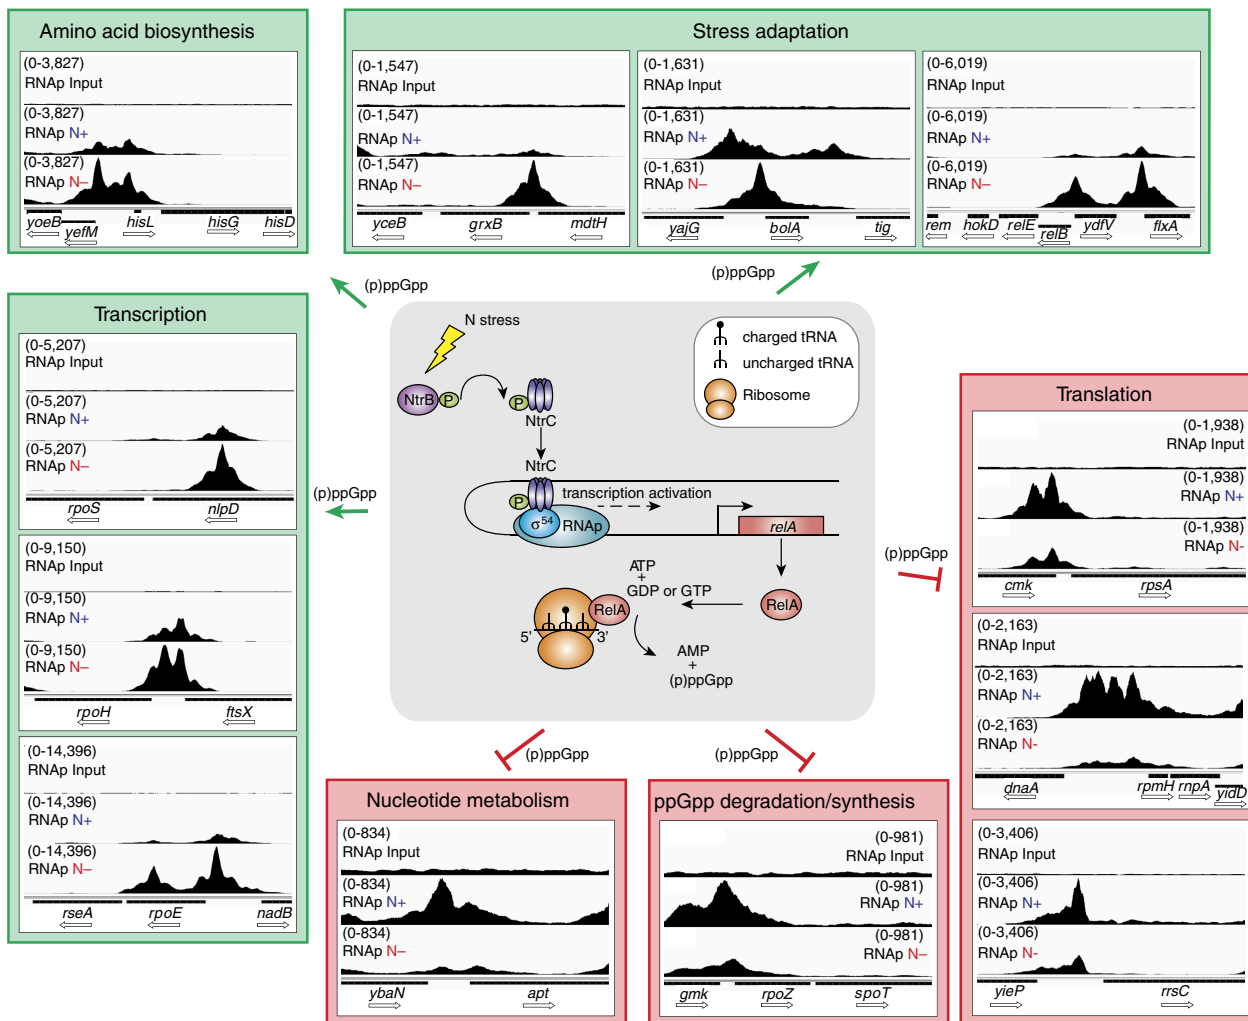 Amino acid biosynthesis
(0-3,827)
RNAp Input
(0-3,827)
RNAp N+
(0-3,827)
RNAp N–
yoeB
yefM
hisL
hisG
hisD
Stress adaptation
(0-1,547)
RNAp Input
(0-1,547)
RNAp N+
(0-1,547)
RNAp N–
yceB
grxB
mdtH
(0-1,631)
RNAp Input
(0-1,631)
RNAp N+
(0-1,631)
RNAp N–
yajG
bolA
tig
(0-6,019)
RNAp Input
(0-6,019)
RNAp N+
(0-6,019)
RNAp N–
rem
hokD
relE
relB
ydfV
flxA
(p)ppGpp
(p)ppGpp
Transcription
(0-5,207)
RNAp Input
(0-5,207)
RNAp N+
(0-5,207)
RNAp N–
rpoS
nlpD
(0-9,150)
RNAp Input
(0-9,150)
RNAp N+
(0-9,150)
RNAp N–
rpoH
ftsX
(0-14,396)
RNAp Input
(0-14,396)
RNAp N+
(0-14,396)
RNAp N–
rseA
rpoE
nadB
(p)ppGpp
N stress
NtrB
P
P
NtrC
NtrC
P
σ54
RNAp
transcription activation
relA
charged tRNA
uncharged tRNA
Ribosome
ATP
+
GDP or GTP
RelA
RelA
5'
3'
AMP
+
(p)ppGpp
(p)ppGpp
Translation
(0-1,938)
RNAp Input
(0-1,938)
RNAp N+
(0-1,938)
RNAp N-
cmk
rpsA
(0-2,163)
RNAp Input
(0-2,163)
RNAp N+
(0-2,163)
RNAp N-
dnaA
rpmH
rnpA
yidD
(0-3,406)
RNAp Input
(0-3,406)
RNAp N+
(0-3,406)
RNAp N-
yieP
rrsC
(p)ppGpp
(p)ppGpp
Nucleotide metabolism
(0-834)
RNAp Input
(0-834)
RNAp N+
(0-834)
RNAp N–
ybaN
apt
ppGpp degradation/synthesis
(0-981)
RNAp Input
(0-981)
RNAp N+
(0-981)
RNAp N–
gmk
rpoZ
spoT